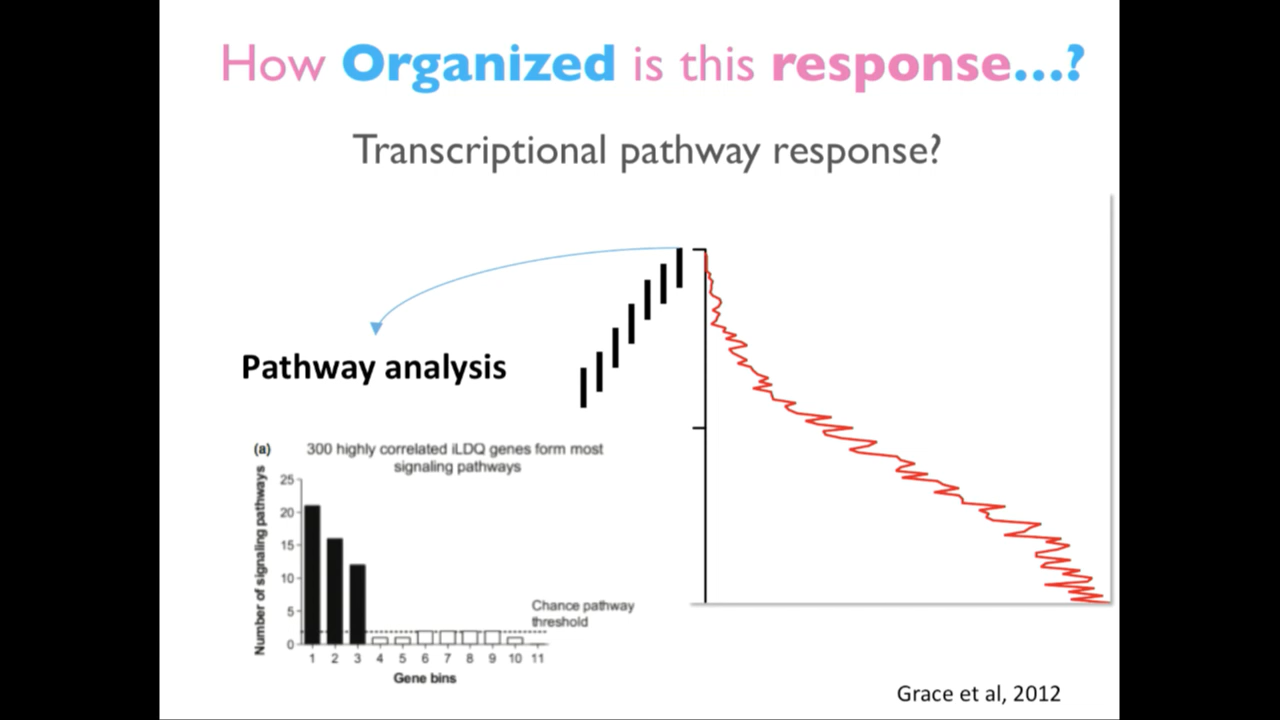 How Organized is this response...?
Transcriptional pathway response?
Pathway analysis
(a) 300 highly correlated iLDQ genes form most
signaling pathways
Number of signaling pathways
25
20
15
10
5
0
Chance pathway
threshold
1 2 3 4 5 6 7 8 9 10 11
Gene bins
Grace et al, 2012